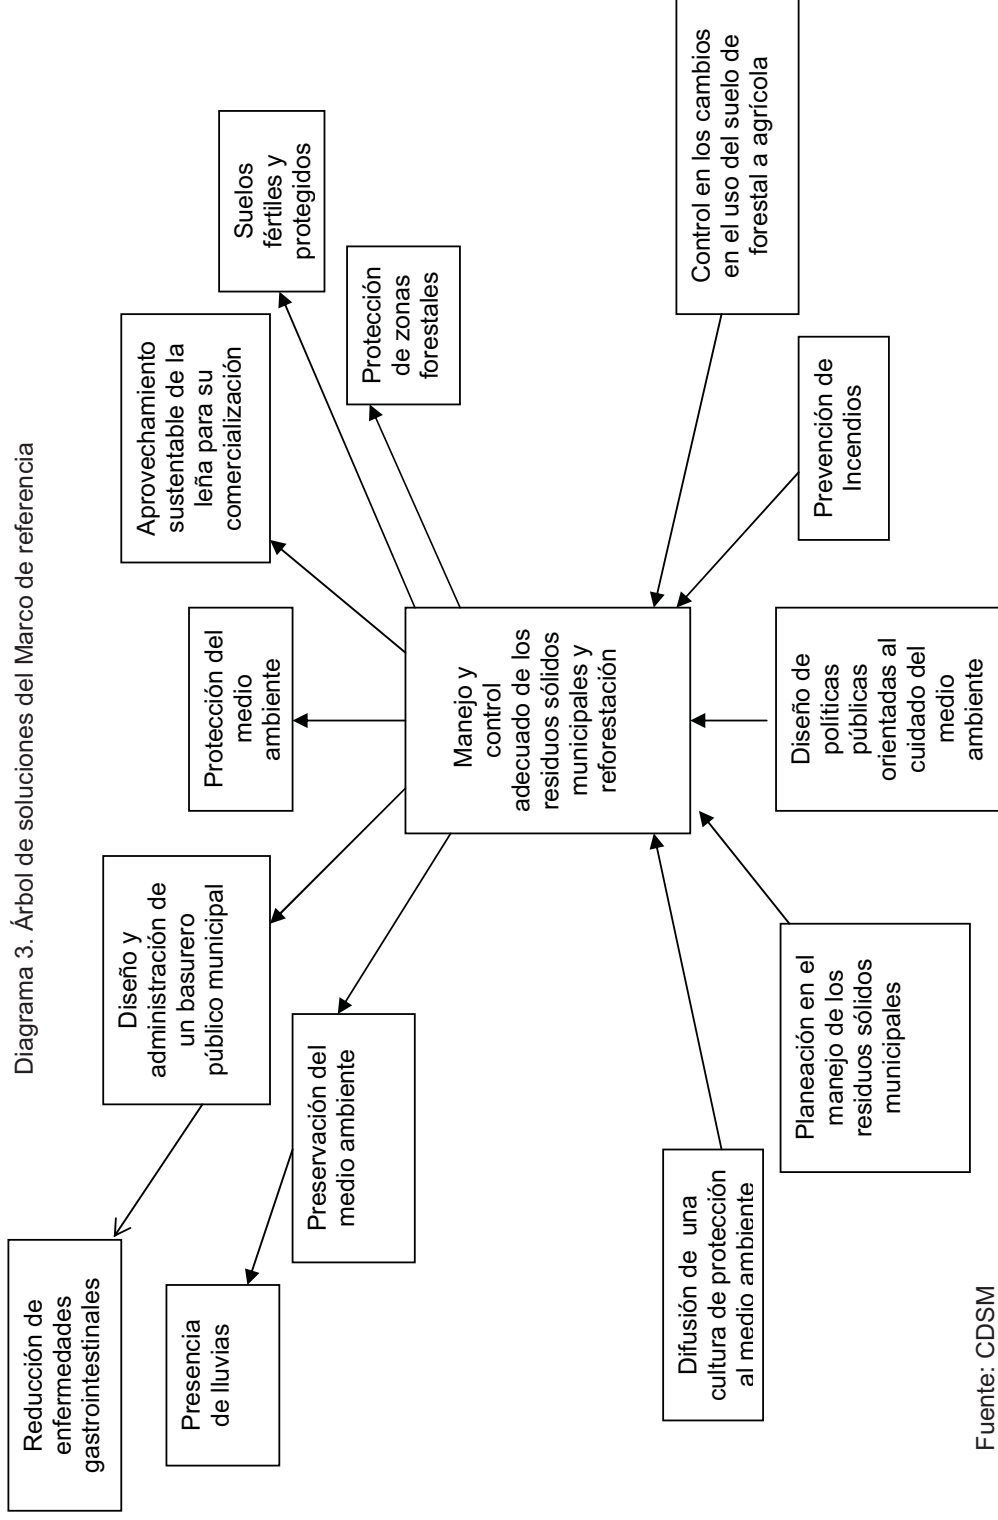 Diagrama 3. Árbol de soluciones del Marco de referencia
Reducción de
enfermedades
gastrointestinales
Diseño y
administración de
un basurero
público municipal
Protección del
medio
ambiente
Aprovechamiento
sustentable de la
leña para su
comercialización
Suelos
fértiles y
protegidos
Presencia
de lluvias
Preservación del
medio ambiente
Protección
de zonas
forestales
Manejo y
control
adecuado de los
residuos sólidos
municipales y
reforestación
Difusión de una
cultura de protección
al medio ambiente
Planeación en el
manejo de los
residuos sólidos
municipales
Diseño de
políticas
públicas
orientadas al
cuidado del
medio
ambiente
Prevención de
Incendios
Control en los cambios
en el uso del suelo de
forestal a agrícola
Fuente: CDSM